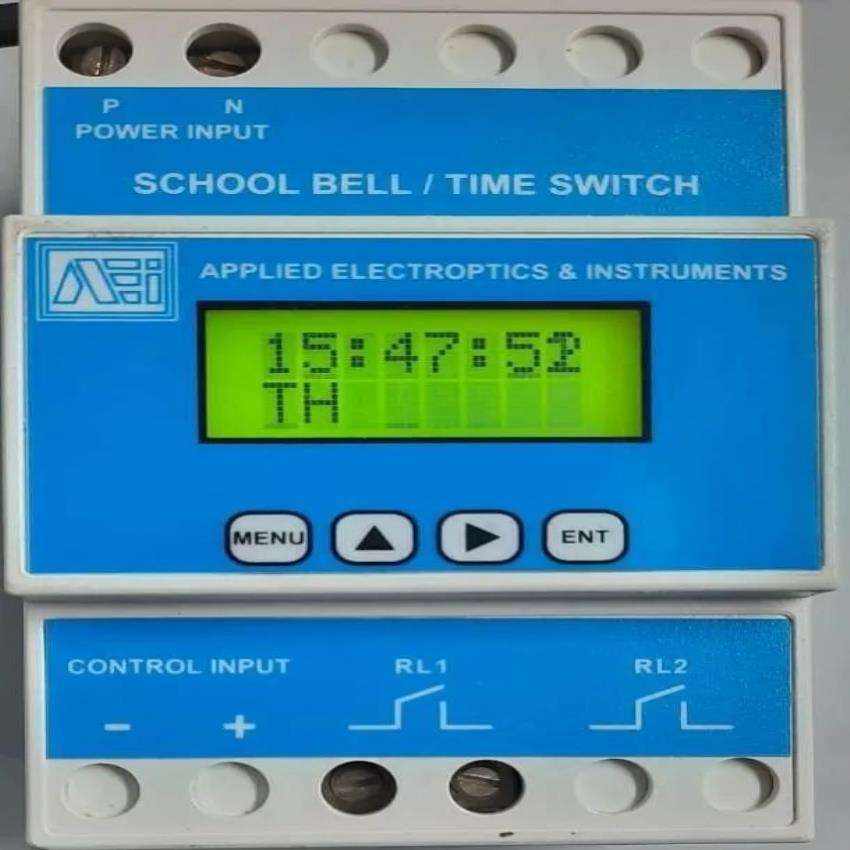 P N
POWER INPUT
SCHOOL BELL / TIME SWITCH
AEi
APPLIED ELECTROPTICS & INSTRUMENTS
15:47:52
TH
MENU ENT
CONTROL INPUT RL1 RL2
- +